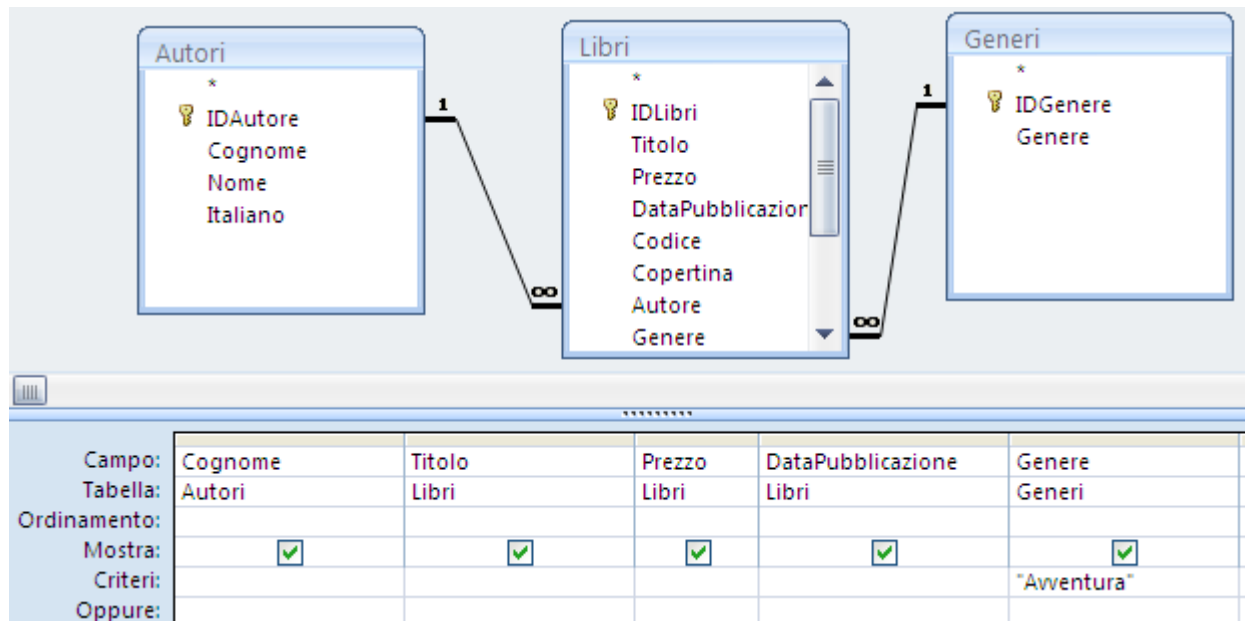 Autori
*
IDAutore
Cognome
Nome
Italiano
1
∞
Libri
*
IDLibri
Titolo
Prezzo
DataPubblicazior
Codice
Copertina
Autore
Genere
1
∞
Generi
*
IDGenere
Genere
Campo: Cognome Titolo Prezzo DataPubblicazione Genere
Tabella: Autori Libri Libri Libri Generi
Ordinamento:
Mostra:
Criteri: "Avventura"
Oppure: